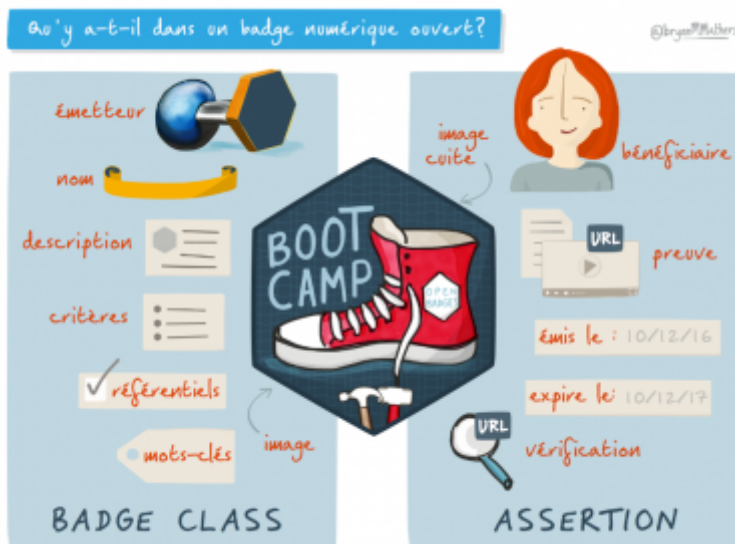 Qu'y a-t-il dans un badge numérique ouvert?
@bryanMMathers
émetteur
nom
description
critères
référentiels
mots-clés
image
BADGE CLASS
BOOT
CAMP
OPEN
BADGES
image
cuite
bénéficiaire
URL
preuve
émis le : 10/12/16
expire le: 10/12/17
URL
vérification
ASSERTION